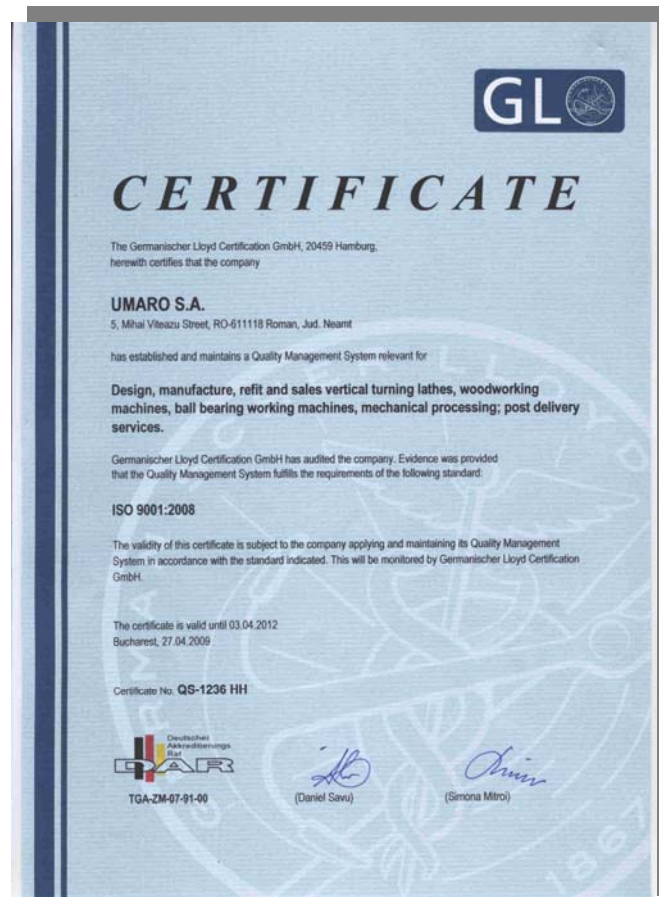 GL
CERTIFICATE
The Germanischer Lloyd Certification GmbH, 20459 Hamburg,
herewith certifies that the company
UMARO S.A.
5, Mihai Viteazu Street, RO-611118 Roman, Jud. Neamt
has established and maintains a Quality Management System relevant for
Design, manufacture, refit and sales vertical turning lathes, woodworking
machines, ball bearing working machines, mechanical processing; post delivery
services.
Germanischer Lloyd Certification GmbH has audited the company. Evidence was provided
that the Quality Management System fulfills the requirements of the following standard:
ISO 9001:2008
The validity of this certificate is subject to the company applying and maintaining its Quality Management
System in accordance with the standard indicated. This will be monitored by Germanischer Lloyd Certification
GmbH.
The certificate is valid until 03.04.2012
Bucharest, 27.04.2009
Certificate No. QS-1236 HH
Deutscher
Akkreditierungs
Rat
DAR
TGA-ZM-07-91-00
(Daniel Savu)
(Simona Mitroi)
1867